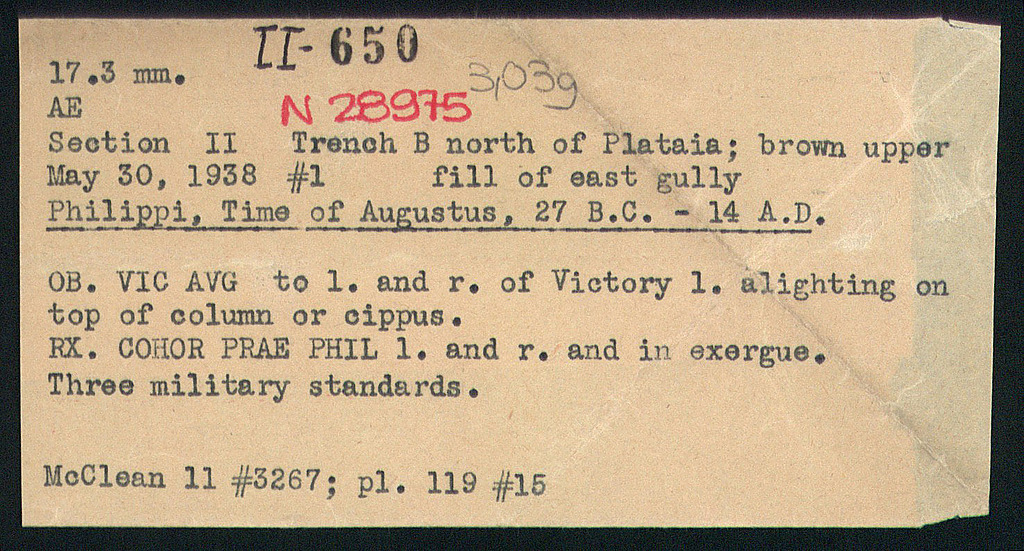 II-650
17.3 mm. 3,03g
AE N 28975
Section II Trench B north of Plataia; brown upper
May 30, 1938 #1 fill of east gully
Philippi, Time of Augustus, 27 B.C. - 14 A.D.
OB. VIC AVG to l. and r. of Victory l. alighting on
top of column or cippus.
RX. COHOR PRAE PHIL l. and r. and in exergue.
Three military standards.
McClean 11 #3267; pl. 119 #15